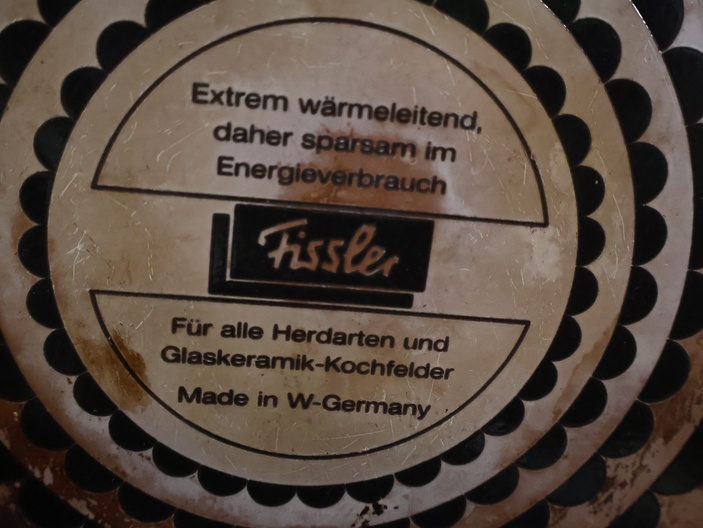 Extrem wärmeleitend,
daher sparsam im
Energieverbrauch
Fissler
Für alle Herdarten und
Glaskeramik-Kochfelder
Made in W-Germany